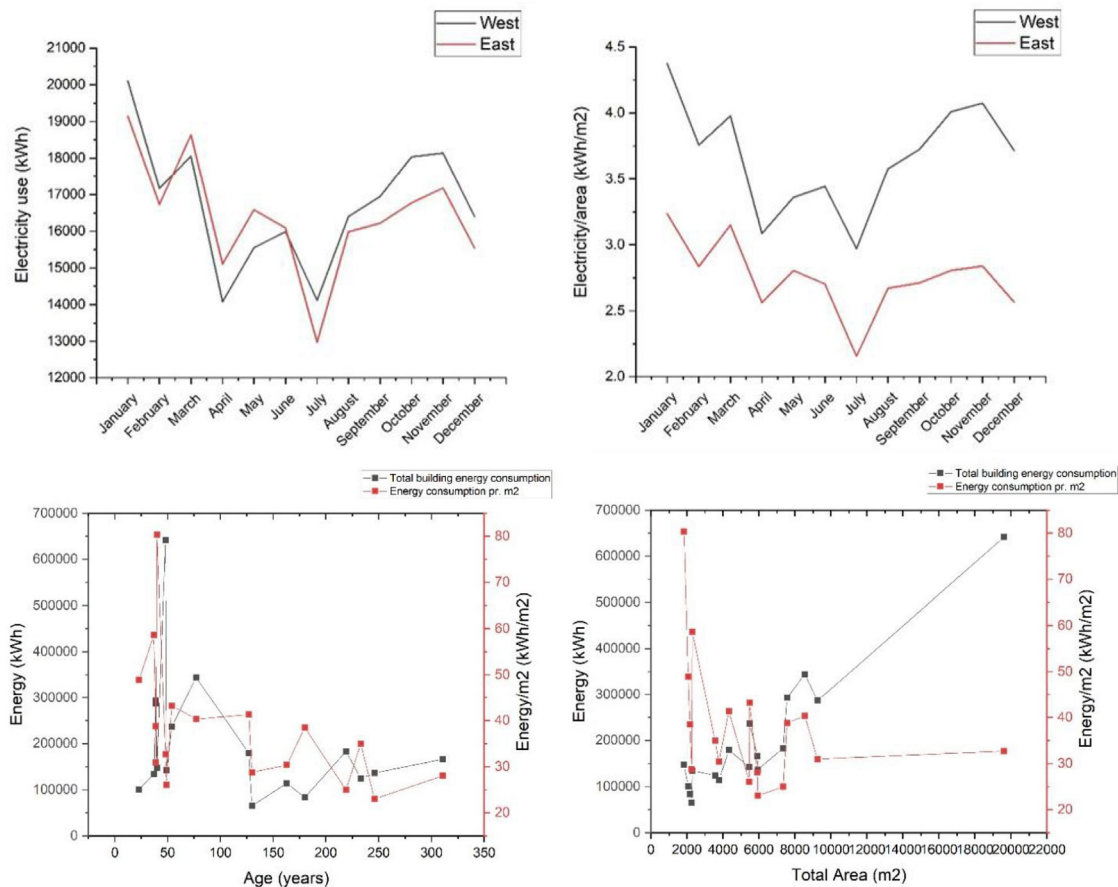 West
East
21000
20000
19000
18000
17000
16000
15000
14000
13000
12000
Electricity use (kWh)
January
February
March
April
May
June
July
August
September
October
November
December
West
East
4.5
4.0
3.5
3.0
2.5
2.0
Electricity/area (kWh/m2)
January
February
March
April
May
June
July
August
September
October
November
December
Total building energy consumption
Energy consumption pr. m2
700000
600000
500000
400000
300000
200000
100000
0
Energy (kWh)
80
70
60
50
40
30
20
Energy/m2 (kWh/m2)
0 50 100 150 200 250 300 350
Age (years)
Total building energy consumption
Energy consumption pr. m2
700000
600000
500000
400000
300000
200000
100000
0
Energy (kWh)
80
70
60
50
40
30
20
Energy/m2 (kWh/m2)
0 2000 4000 6000 8000 10000 12000 14000 16000 18000 20000 22000
Total Area (m2)